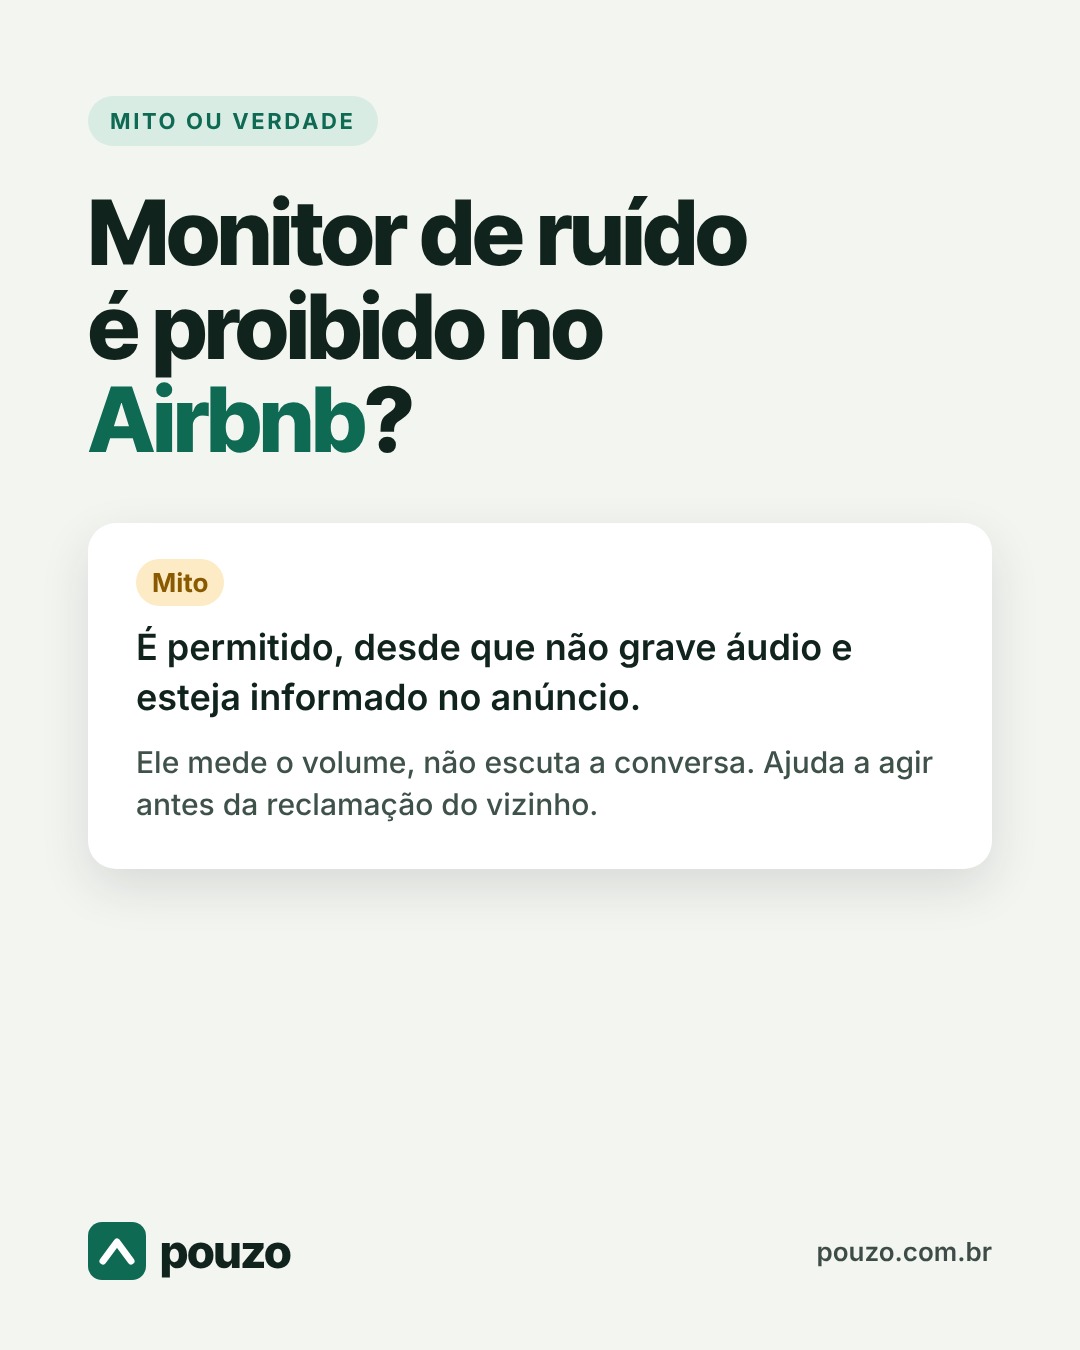 MITO OU VERDADE
Monitor de ruído
é proibido no
Airbnb?
Mito
É permitido, desde que não grave áudio e
esteja informado no anúncio.
Ele mede o volume, não escuta a conversa. Ajuda a agir
antes da reclamação do vizinho.
pouzo
pouzo.com.br